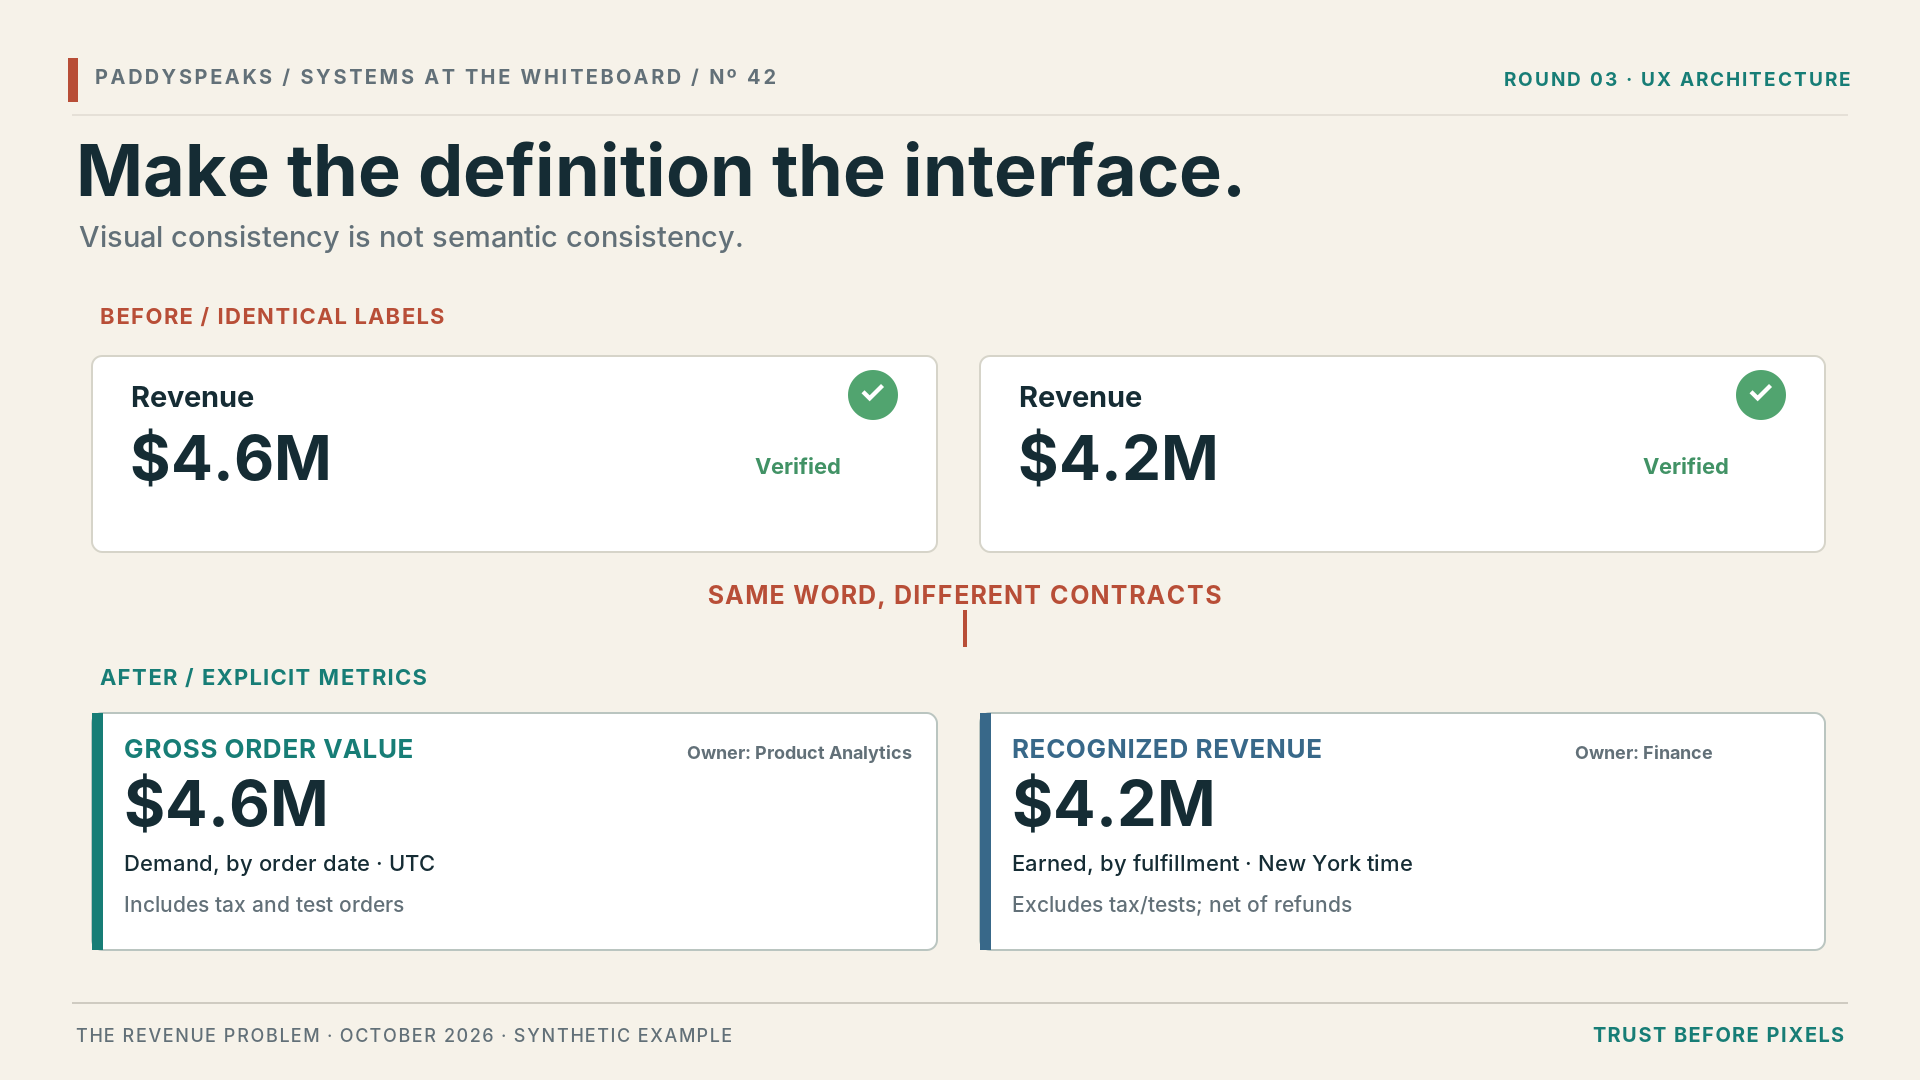 PADDYSPEAKS / SYSTEMS AT THE WHITEBOARD / Nº 42
ROUND 03 · UX ARCHITECTURE
Make the definition the interface.
Visual consistency is not semantic consistency.
BEFORE / IDENTICAL LABELS
Revenue
$4.6M
Verified
Revenue
$4.2M
Verified
SAME WORD, DIFFERENT CONTRACTS
AFTER / EXPLICIT METRICS
GROSS ORDER VALUE
Owner: Product Analytics
$4.6M
Demand, by order date · UTC
Includes tax and test orders
RECOGNIZED REVENUE
Owner: Finance
$4.2M
Earned, by fulfillment · New York time
Excludes tax/tests; net of refunds
THE REVENUE PROBLEM · OCTOBER 2026 · SYNTHETIC EXAMPLE
TRUST BEFORE PIXELS